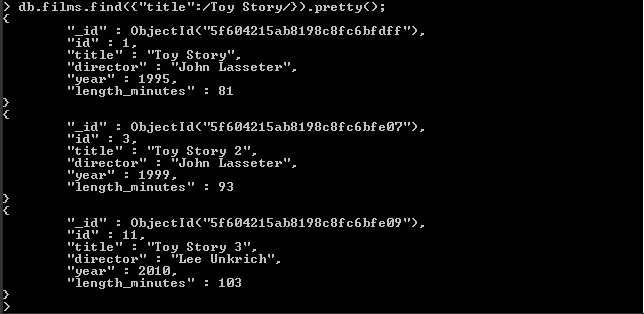 > db.films.find({"title":/Toy Story/}).pretty();
{
        "_id" : ObjectId("5f604215ab8198c8fc6bfdff"),
        "id" : 1,
        "title" : "Toy Story",
        "director" : "John Lasseter",
        "year" : 1995,
        "length_minutes" : 81
}
{
        "_id" : ObjectId("5f604215ab8198c8fc6bfe07"),
        "id" : 3,
        "title" : "Toy Story 2",
        "director" : "John Lasseter",
        "year" : 1999,
        "length_minutes" : 93
}
{
        "_id" : ObjectId("5f604215ab8198c8fc6bfe09"),
        "id" : 11,
        "title" : "Toy Story 3",
        "director" : "Lee Unkrich",
        "year" : 2010,
        "length_minutes" : 103
}
>